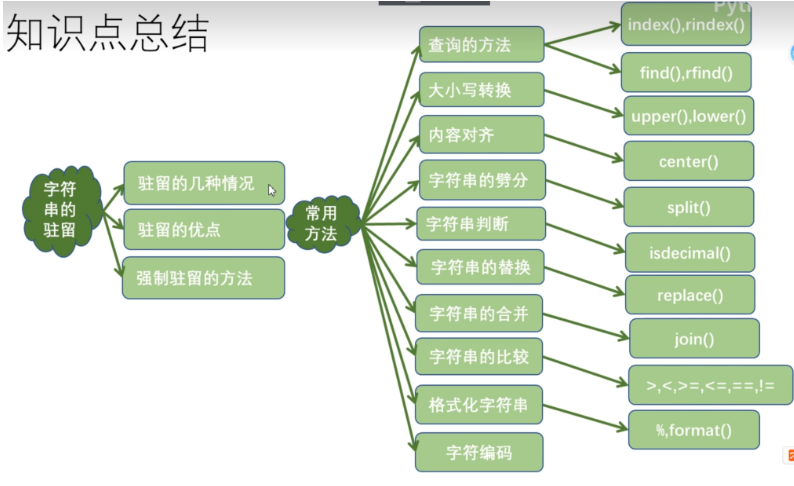 知识点总结
字符
串的
驻留
驻留的几种情况
驻留的优点
强制驻留的方法
常用
方法
查询的方法
大小写转换
内容对齐
字符串的劈分
字符串判断
字符串的替换
字符串的合并
字符串的比较
格式化字符串
字符编码
index(),rindex()
find(),rfind()
upper(),lower()
center()
split()
isdecimal()
replace()
join()
>,<,>=,<=,==,!=
%,format()